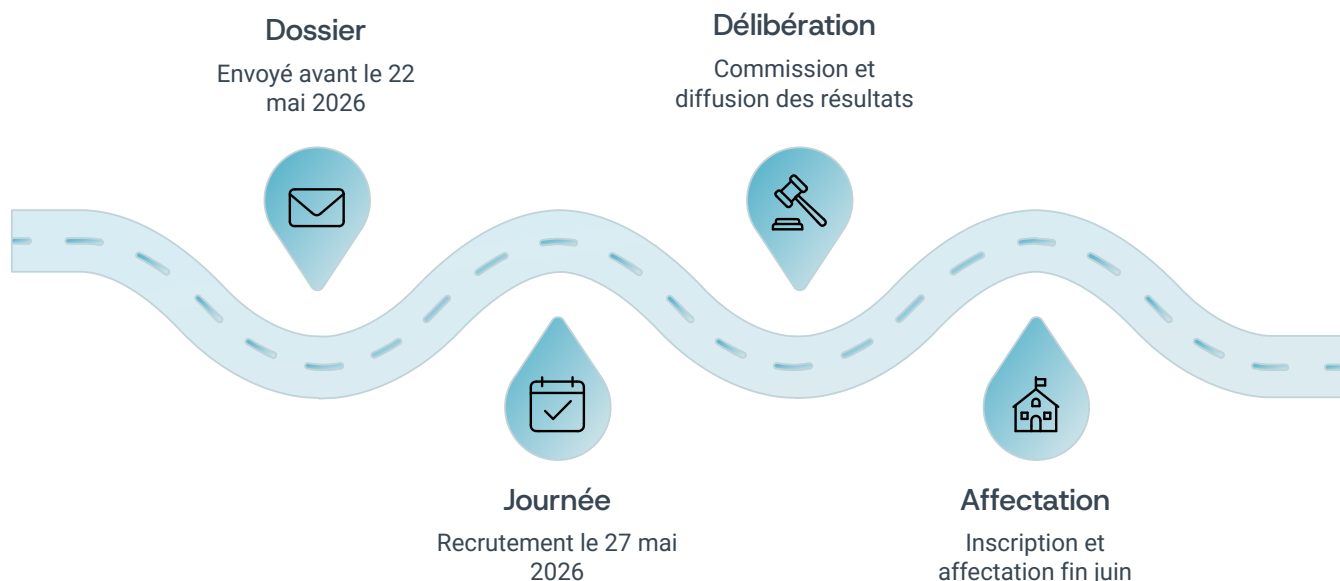 Dossier
Envoyé avant le 22
mai 2026
Délibération
Commission et
diffusion des résultats
Journée
Recrutement le 27 mai
2026
Affectation
Inscription et
affectation fin juin